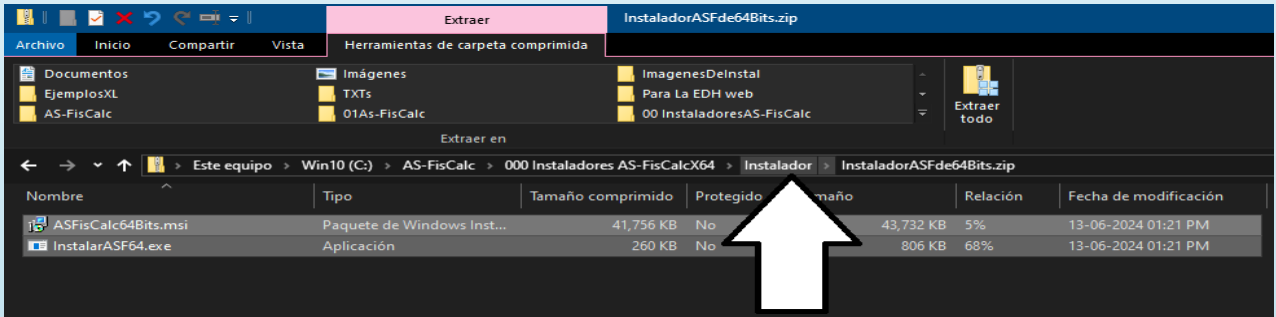 Extraer
InstaladorASFde64Bits.zip
Archivo Inicio Compartir Vista Herramientas de carpeta comprimida
Documentos Imágenes ImagenesDeInstal
EjemplosXL TXTs Para La EDH web
AS-FisCalc 01As-FisCalc 00 InstaladoresAS-FisCalc
Extraer todo
Extraer en
Este equipo > Win10 (C:) > AS-FisCalc > 000 Instaladores AS-FisCalcX64 > Instalador > InstaladorASFde64Bits.zip
Nombre Tipo Tamaño comprimido Protegido maño Relación Fecha de modificación
ASFisCalc64Bits.msi Paquete de Windows Inst... 41,756 KB No 43,732 KB 5% 13-06-2024 01:21 PM
InstalarASF64.exe Aplicación 260 KB No 806 KB 68% 13-06-2024 01:21 PM